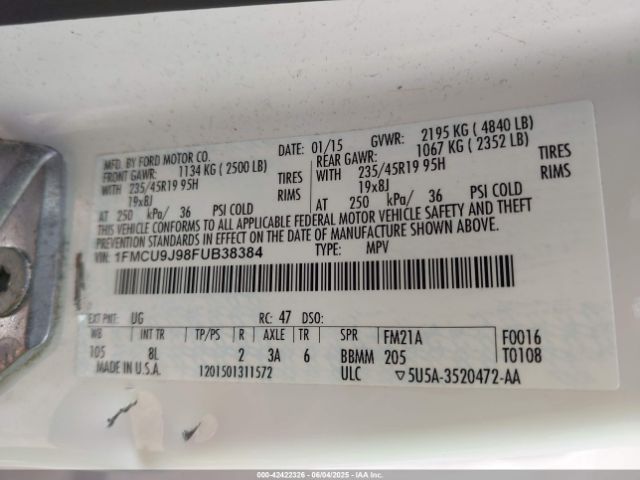 MFD. BY FORD MOTOR CO.
DATE: 01/15 GVWR: 2195 KG ( 4840 LB)
FRONT GAWR: 1134 KG ( 2500 LB) REAR GAWR: 1067 KG ( 2352 LB)
WITH 235/45R19 95H TIRES WITH 235/45R19 95H TIRES
19x8J RIMS 19x8J RIMS
AT 250 kPa/ 36 PSI COLD AT 250 kPa/ 36 PSI COLD
THIS VEHICLE CONFORMS TO ALL APPLICABLE FEDERAL MOTOR VEHICLE SAFETY AND THEFT
PREVENTION STANDARDS IN EFFECT ON THE DATE OF MANUFACTURE SHOWN ABOVE.
VIN: 1FMCU9J98FUB38384 TYPE: MPV
EXT PNT: UG RC: 47 DSO:
WB INT TR TP/PS R AXLE TR SPR FM21A F0016
105 8L 2 3A 6 BBMM 205 T0108
MADE IN U.S.A. 1201501311572 ULC 5U5A-3520472-AA
000-42422326 - 06/04/2025 - IAAI.COM